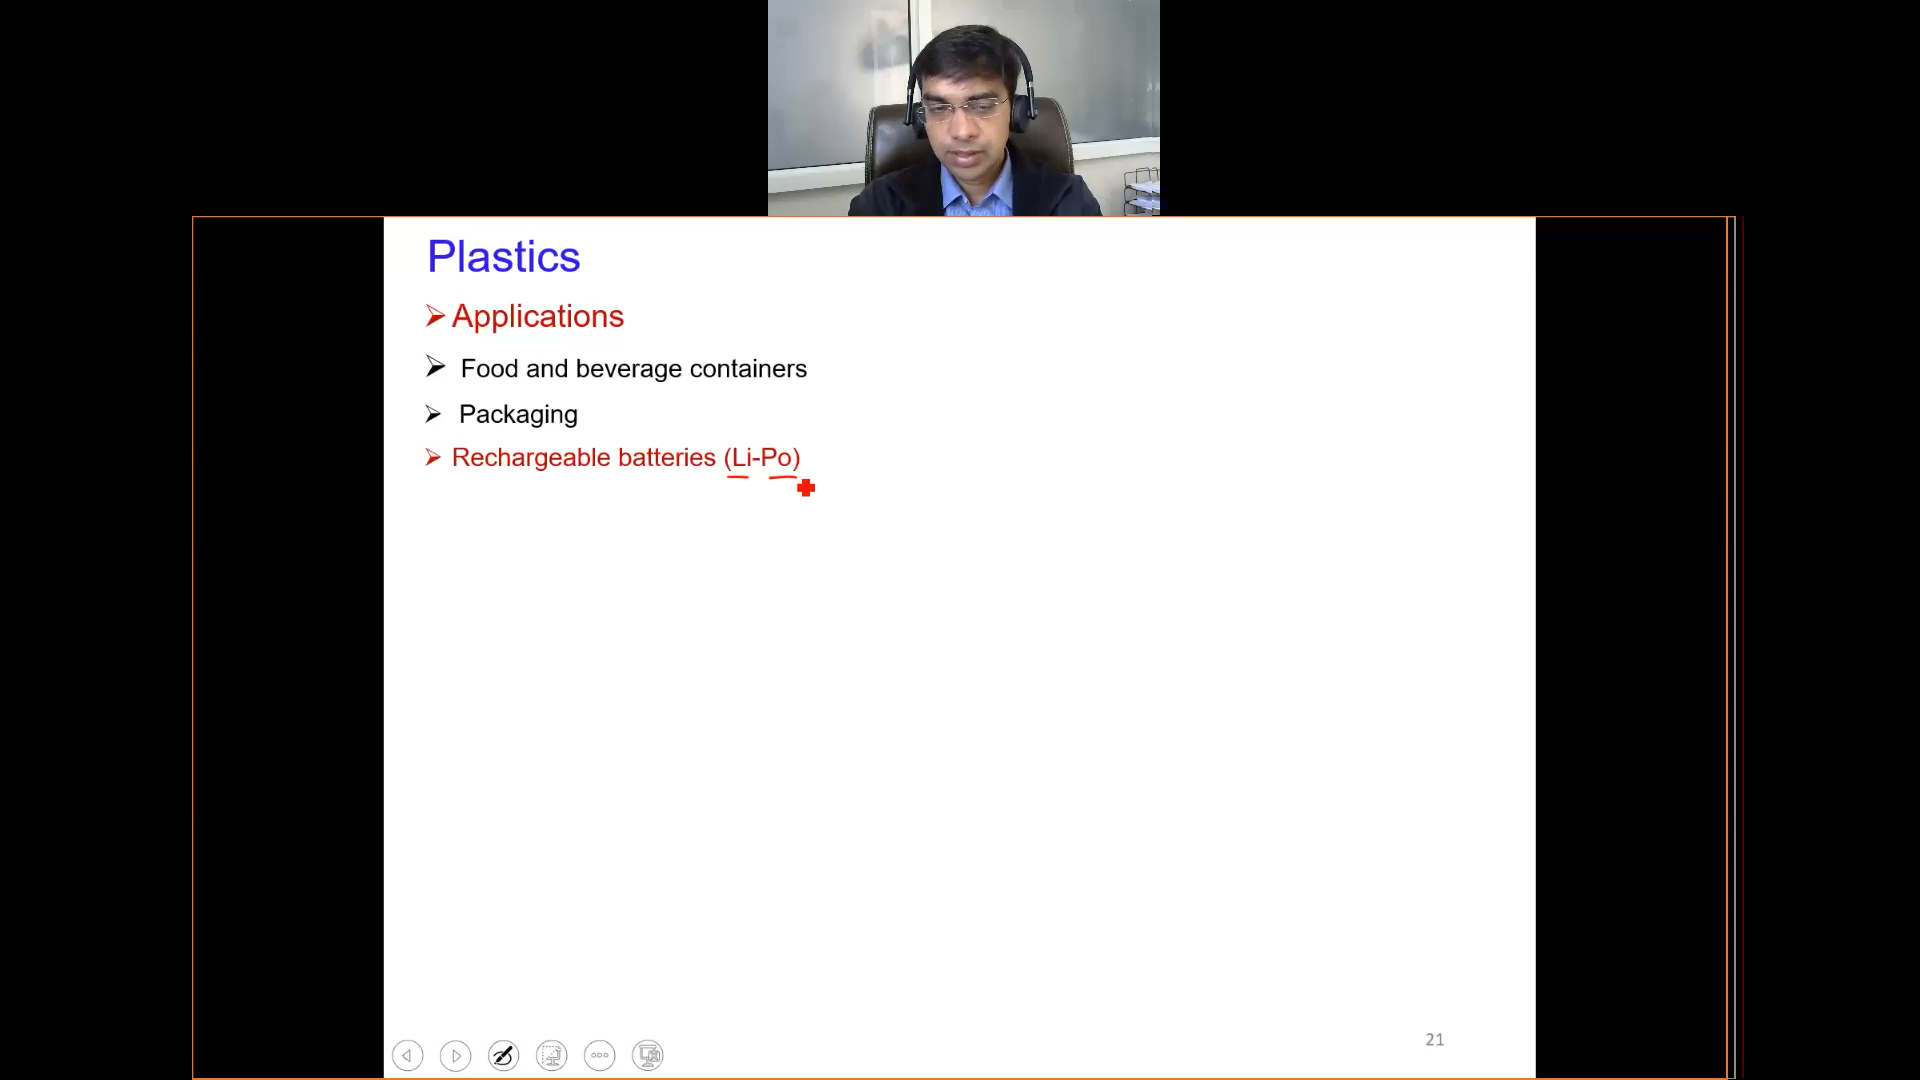 Plastics
➢ Applications
➢ Food and beverage containers
➢ Packaging
➢ Rechargeable batteries (Li-Po)
21